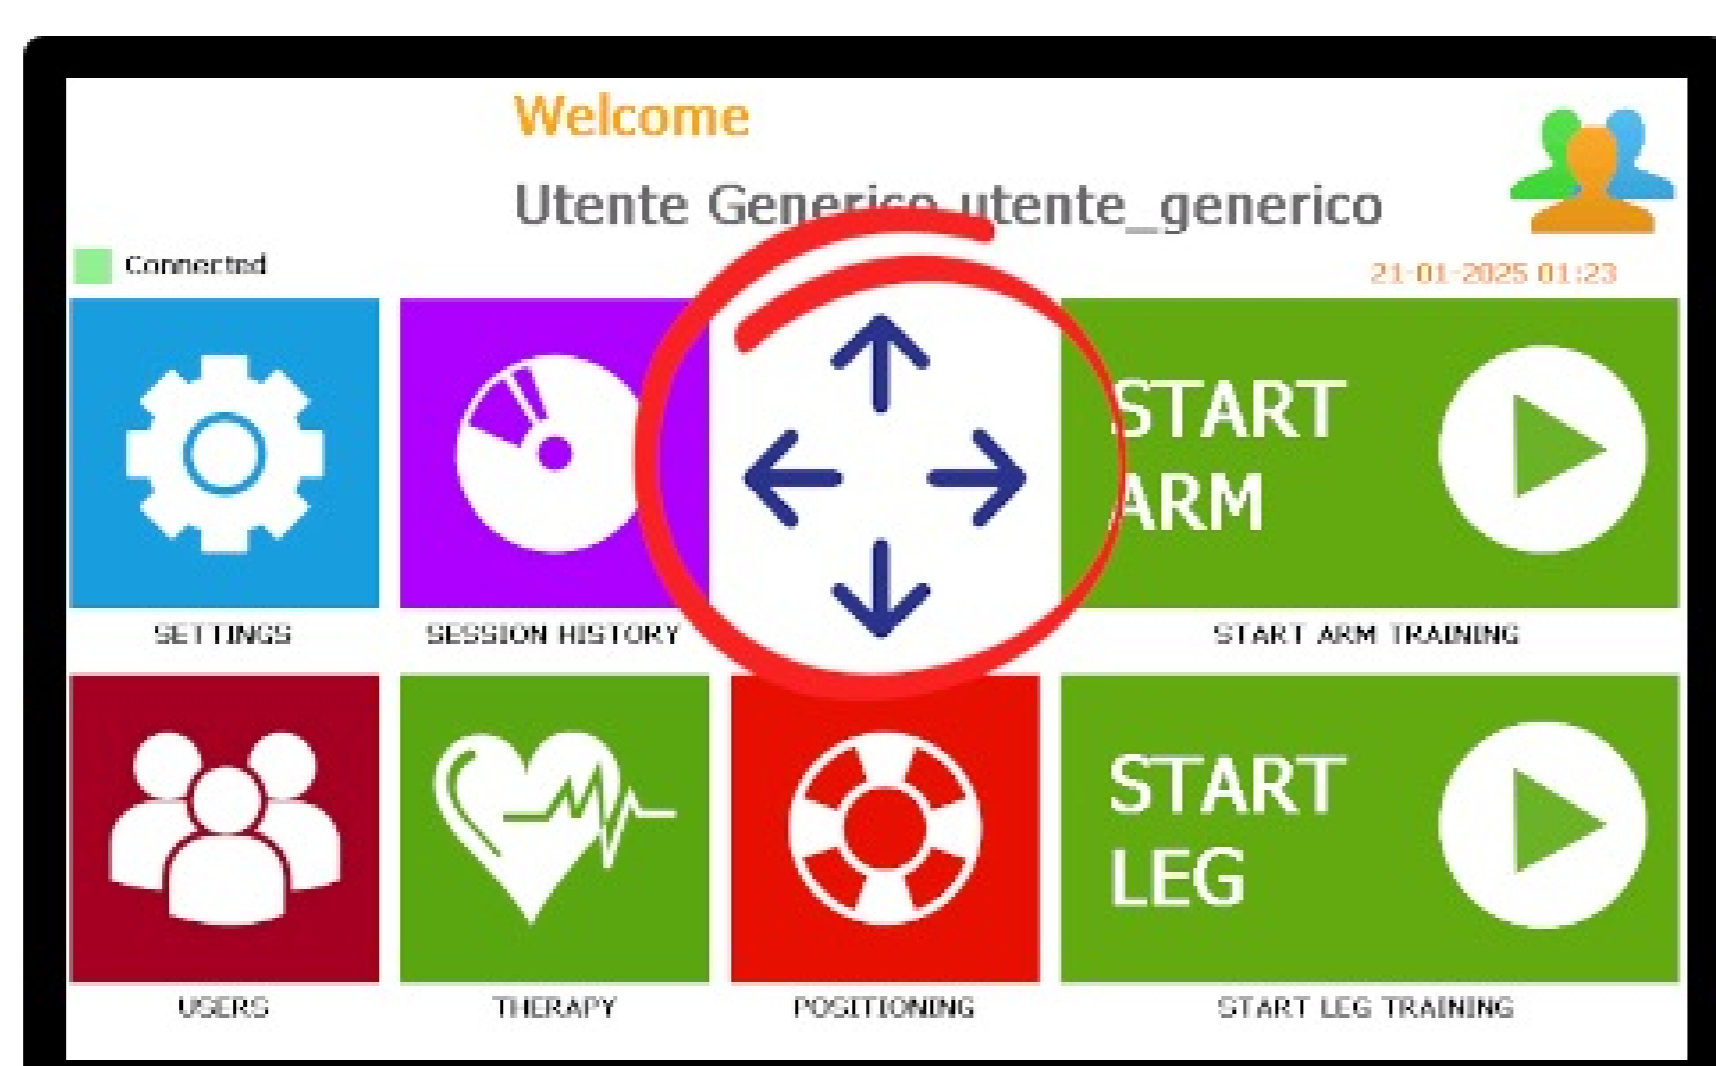 Welcome
Utente Generico utente_generico
Connected
21-01-2025 01:23
START
ARM
SETTINGS
SESSION HISTORY
START ARM TRAINING
START
LEG
USERS
THERAPY
POSITIONING
START LEG TRAINING